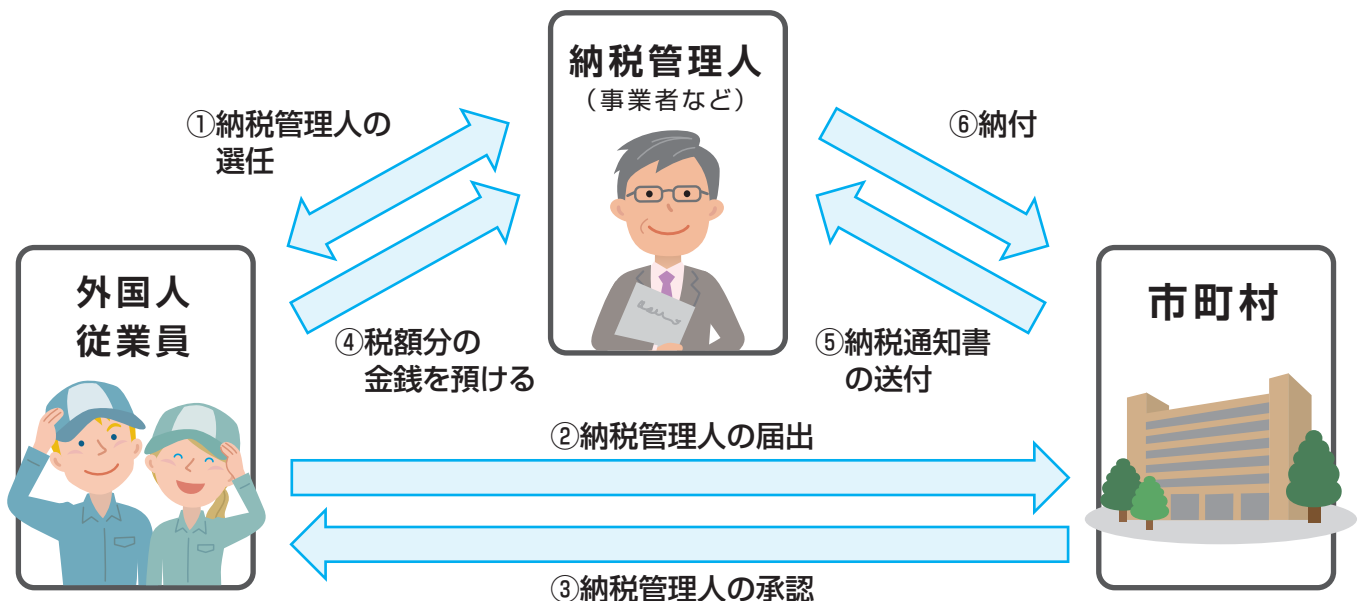 納税管理人
（事業者など）
①納税管理人の
選任
⑥納付
外国人
従業員
市町村
④税額分の
金銭を預ける
⑤納税通知書
の送付
②納税管理人の届出
③納税管理人の承認